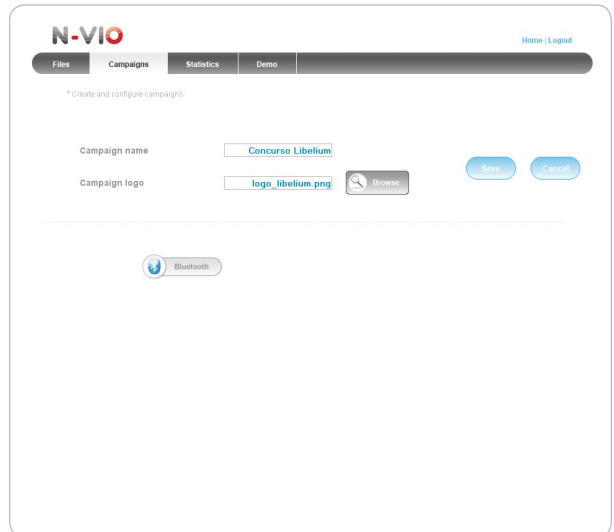 N-VIO
Home | Logout
Files Campaigns Statistics Demo
* Create and configure campaigns
Campaign name Concurso Libelium
Save Cancel
Campaign logo logo_libelium.png Browse
Bluetooth